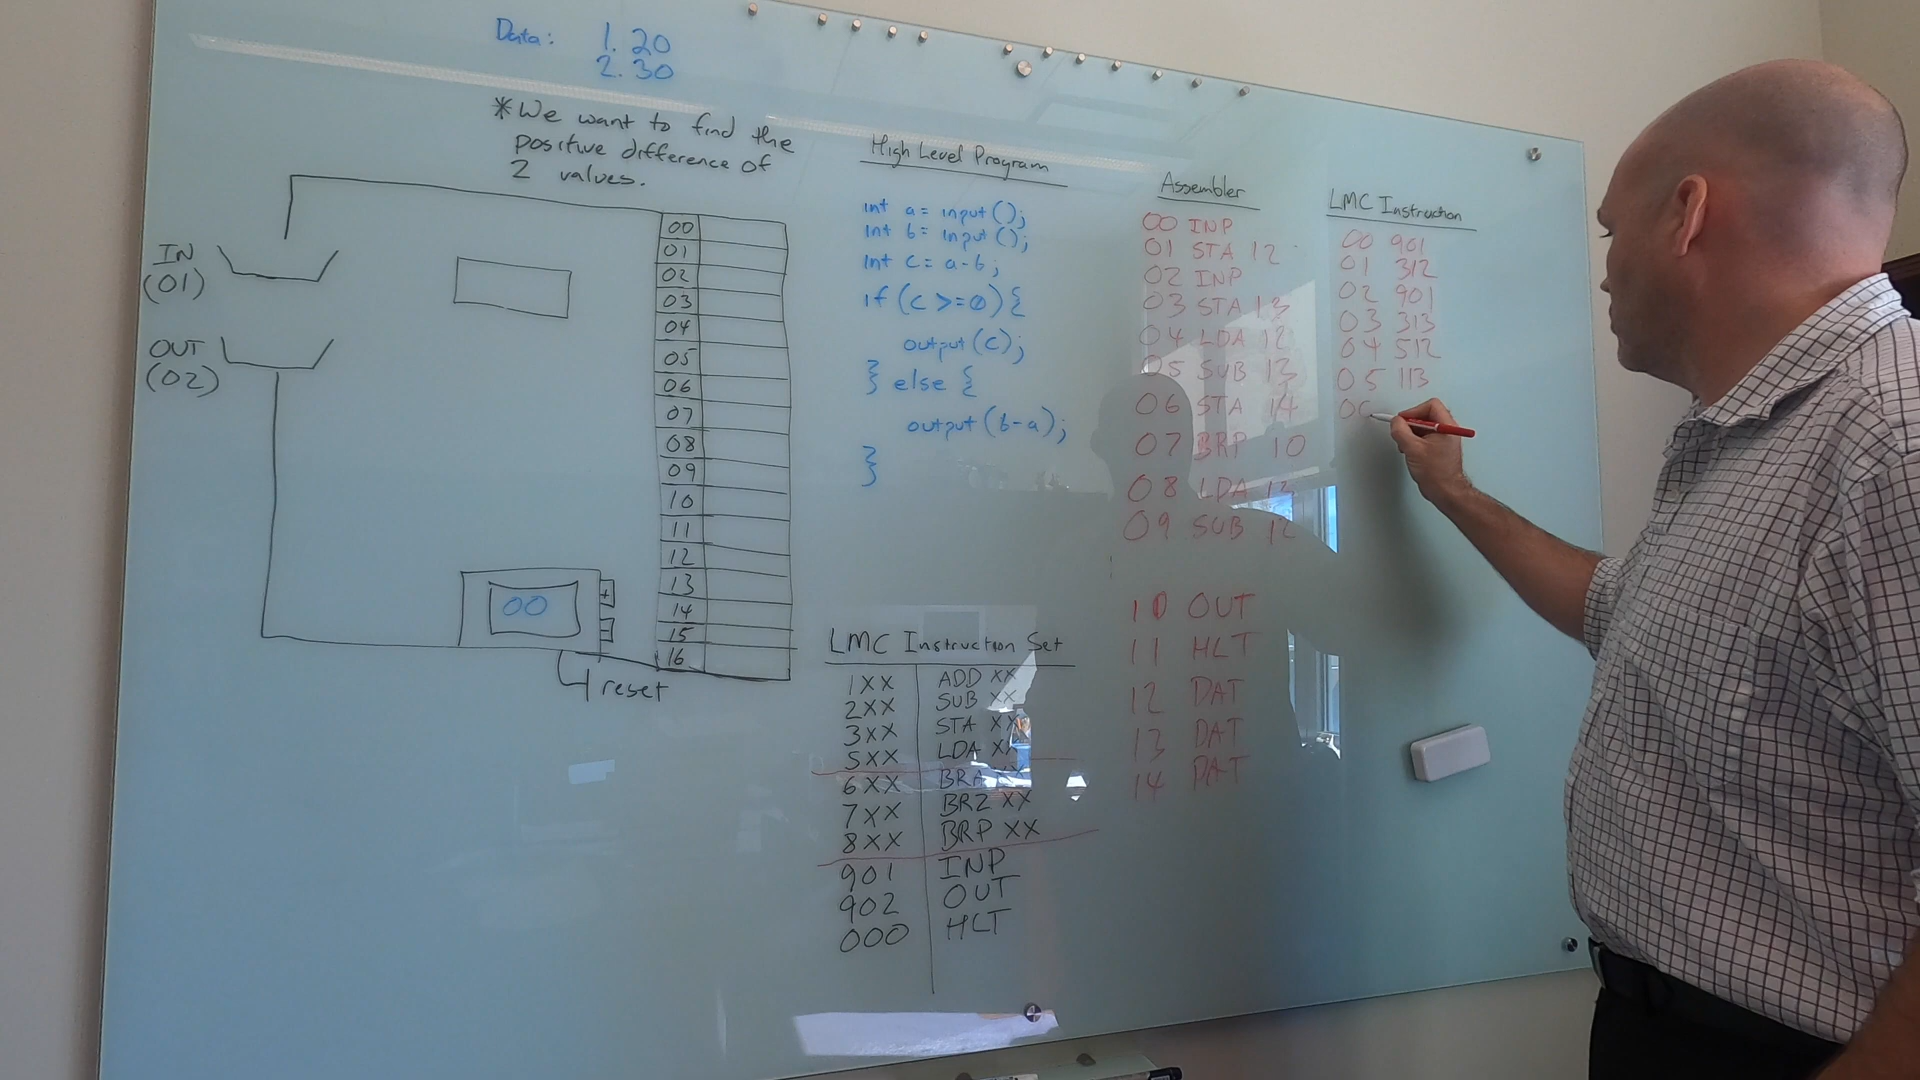 Data: 1. 20
2. 30
*We want to find the
positive difference of
2 values.
IN
(01)
OUT
(02)
00
+
-
reset
00
01
02
03
04
05
06
07
08
09
10
11
12
13
14
15
16
High Level Program
int a = input();
int b = input();
int c = a-b;
if (c >= 0) {
output(c);
} else {
output(b-a);
}
LMC Instruction Set
1XX ADD XX
2XX SUB XX
3XX STA XX
5XX LDA XX
6XX BRA XX
7XX BRZ XX
8XX BRP XX
901 INP
902 OUT
000 HLT
Assembler
00 INP
01 STA 12
02 INP
03 STA 13
04 LDA 12
05 SUB 13
06 STA 14
07 BRP 10
08 LDA 13
09 SUB 12
10 OUT
11 HLT
12 DAT
13 DAT
14 DAT
LMC Instruction
00 901
01 312
02 901
03 313
04 512
05 113